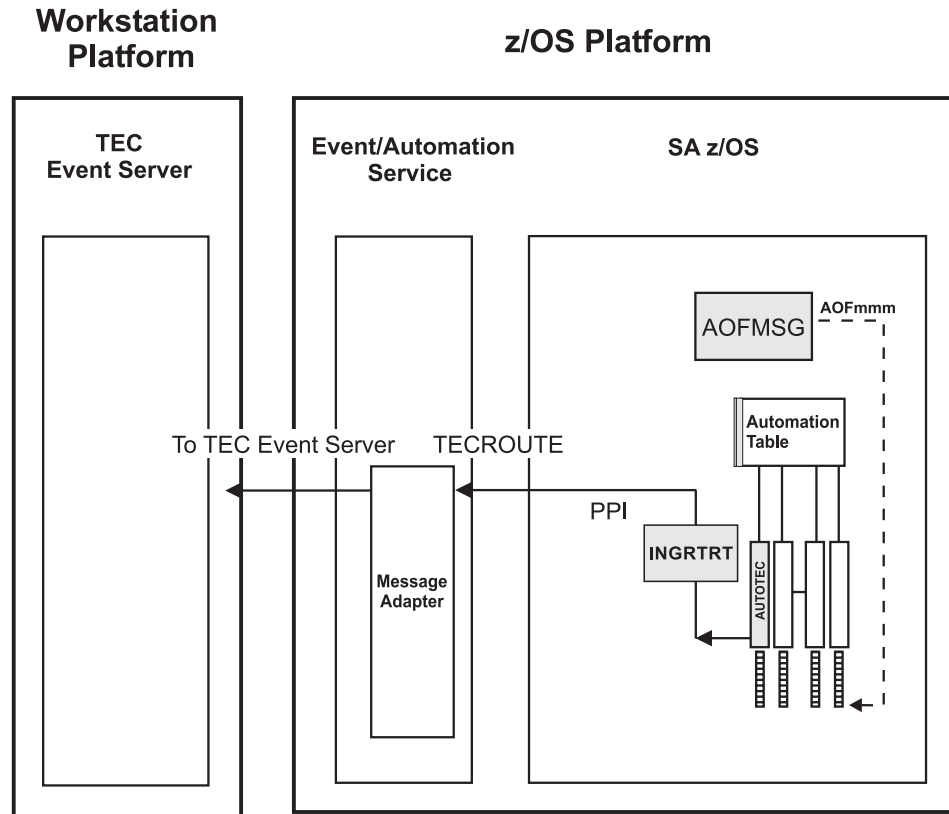 Workstation
Platform
z/OS Platform
TEC
Event Server
Event/Automation
Service
SA z/OS
AOFMSG
AOFmmm
Automation
Table
To TEC Event Server
TECROUTE
PPI
INGRTRT
AUTOTEC
Message
Adapter